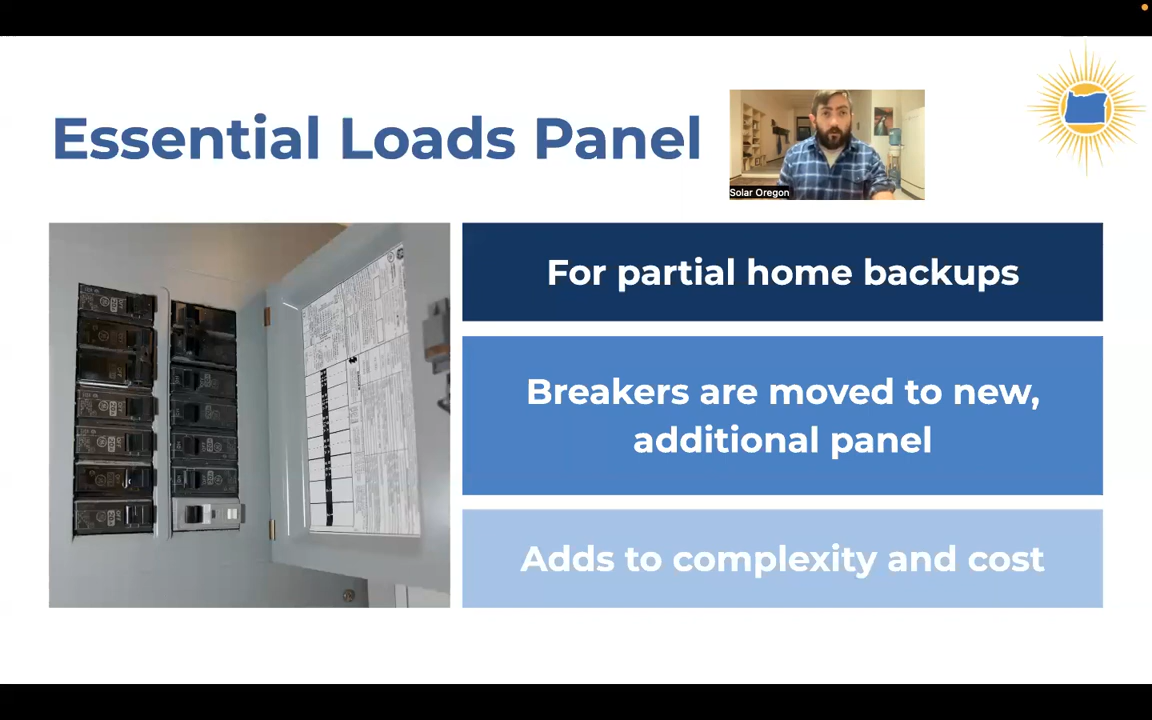 Essential Loads Panel
Solar Oregon
For partial home backups
Breakers are moved to new,
additional panel
Adds to complexity and cost